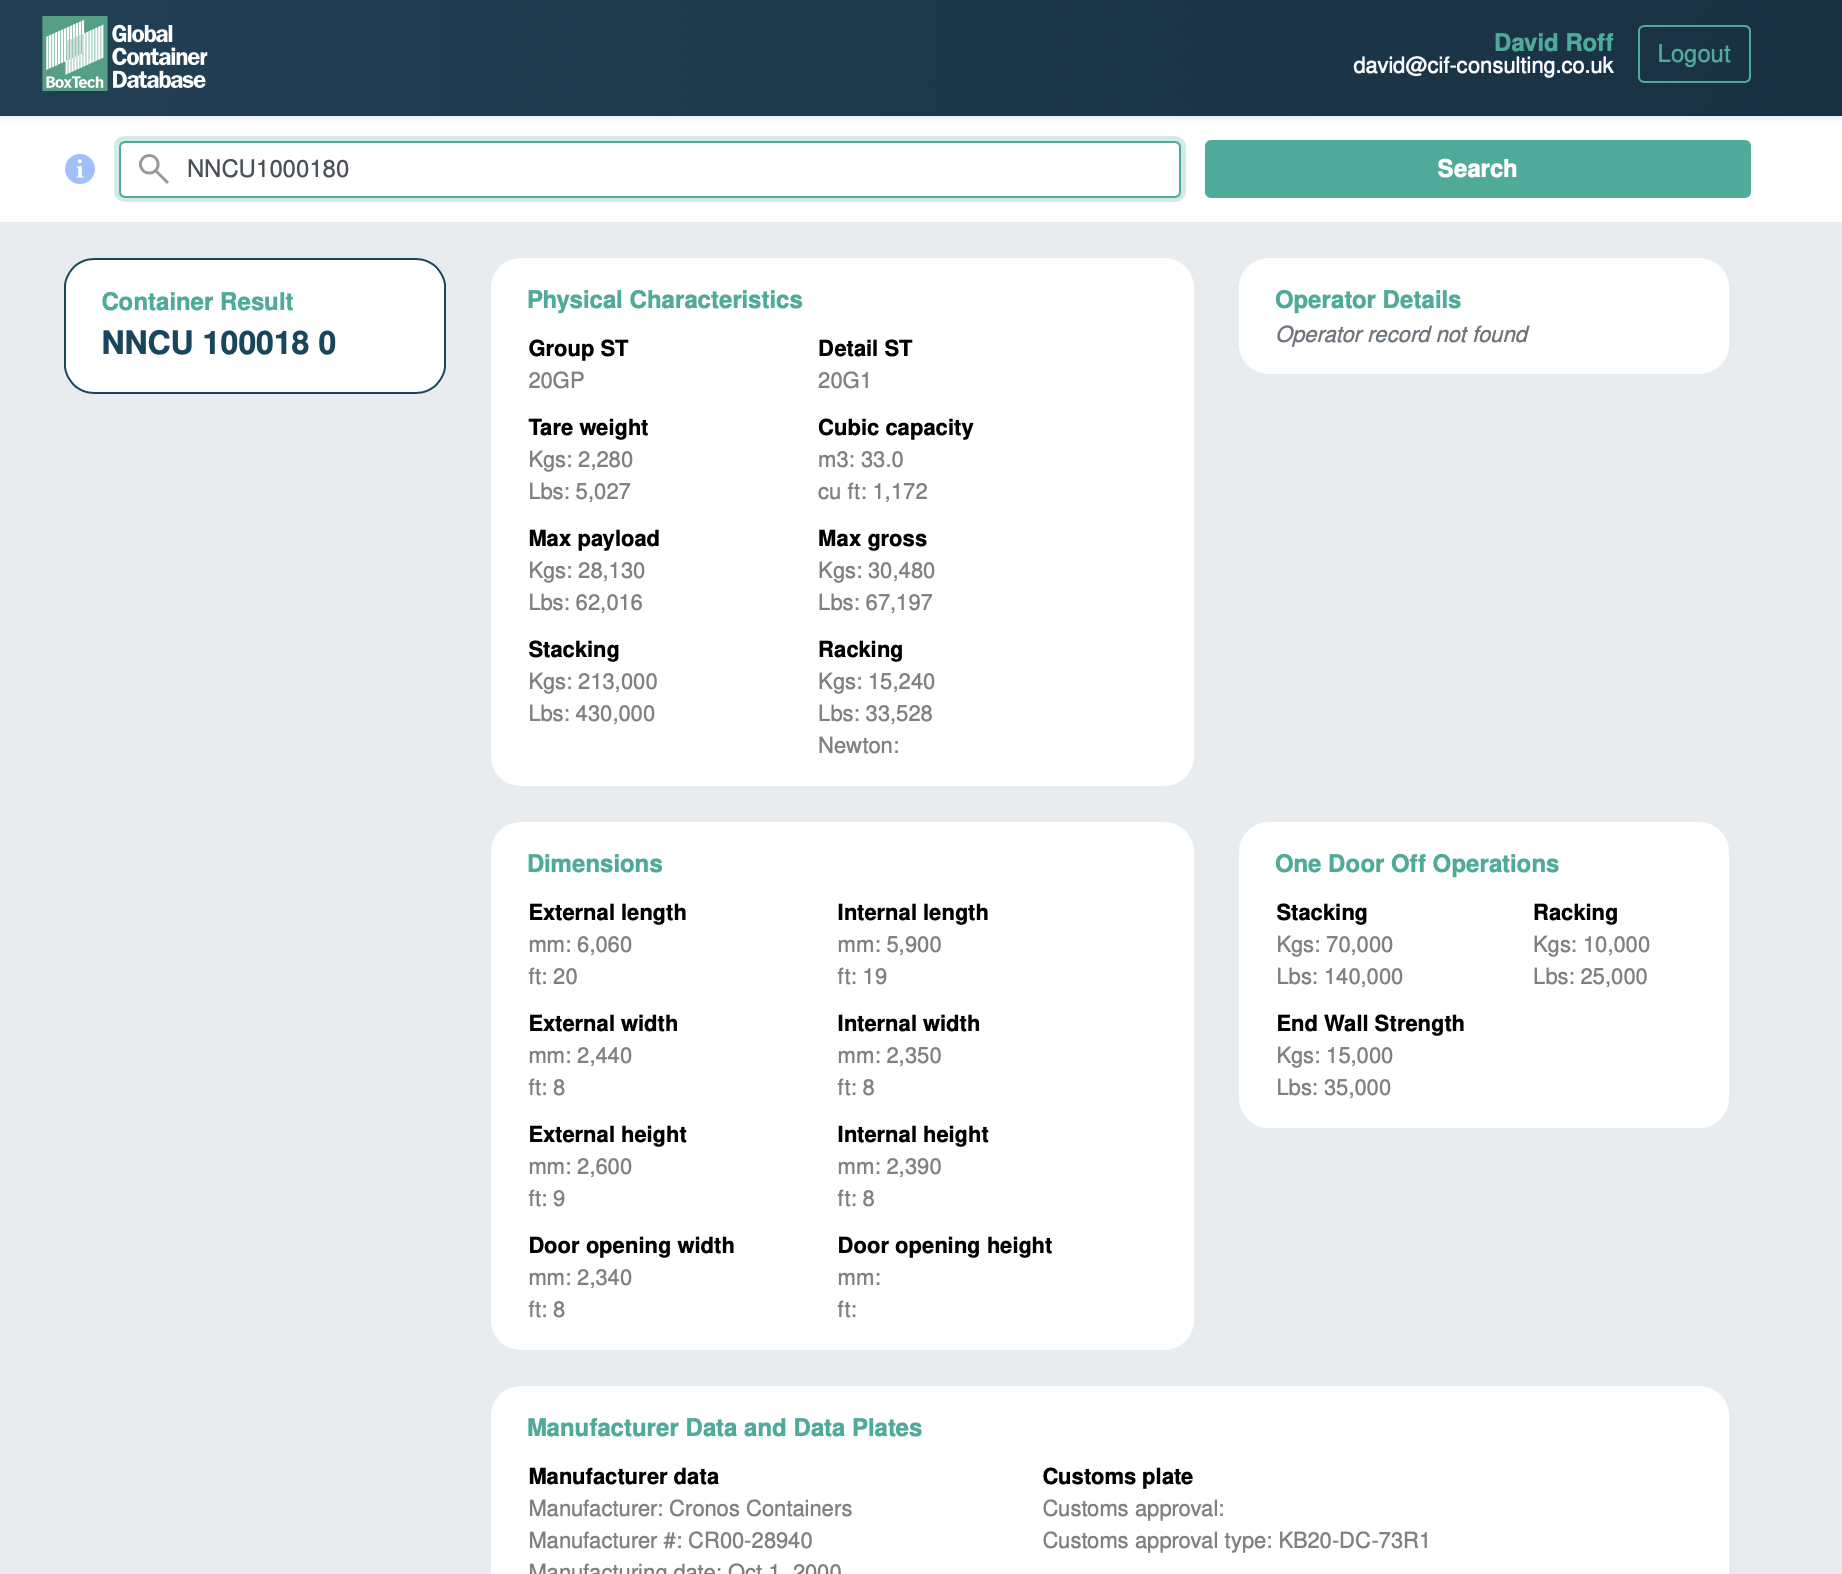 BoxTech
Global
Container
Database
David Roff
david@cif-consulting.co.uk
Logout
NNCU1000180
Search
Container Result
NNCU 100018 0
Physical Characteristics
Group ST
20GP
Detail ST
20G1
Tare weight
Kgs: 2,280
Lbs: 5,027
Cubic capacity
m3: 33.0
cu ft: 1,172
Max payload
Kgs: 28,130
Lbs: 62,016
Max gross
Kgs: 30,480
Lbs: 67,197
Stacking
Kgs: 213,000
Lbs: 430,000
Racking
Kgs: 15,240
Lbs: 33,528
Newton:
Operator Details
Operator record not found
Dimensions
External length
mm: 6,060
ft: 20
Internal length
mm: 5,900
ft: 19
External width
mm: 2,440
ft: 8
Internal width
mm: 2,350
ft: 8
External height
mm: 2,600
ft: 9
Internal height
mm: 2,390
ft: 8
Door opening width
mm: 2,340
ft: 8
Door opening height
mm:
ft:
One Door Off Operations
Stacking
Kgs: 70,000
Lbs: 140,000
Racking
Kgs: 10,000
Lbs: 25,000
End Wall Strength
Kgs: 15,000
Lbs: 35,000
Manufacturer Data and Data Plates
Manufacturer data
Manufacturer: Cronos Containers
Manufacturer #: CR00-28940
Manufacturing date: Oct 1, 2000
Customs plate
Customs approval:
Customs approval type: KB20-DC-73R1